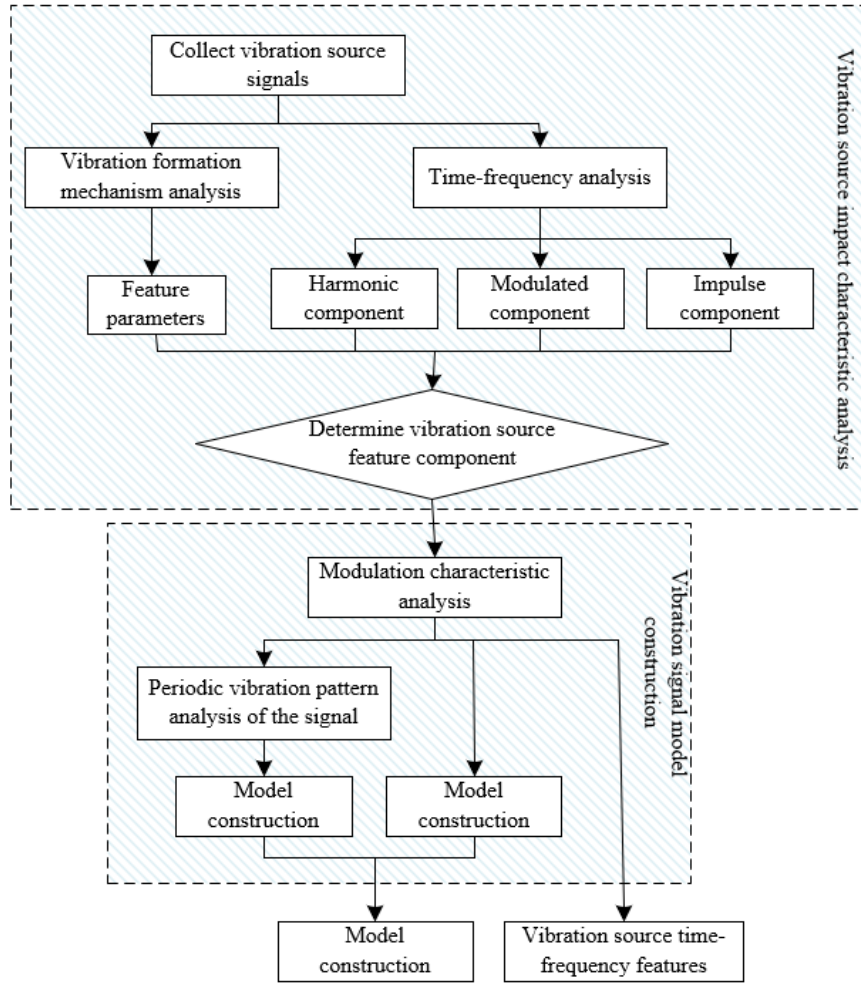 Collect vibration source
signals
Vibration formation
mechanism analysis
Time-frequency analysis
Feature
parameters
Harmonic
component
Modulated
component
Impulse
component
Determine vibration source
feature component
Vibration source impact characteristic analysis
Modulation characteristic
analysis
Periodic vibration pattern
analysis of the signal
Model
construction
Model
construction
Vibration signal model
construction
Model
construction
Vibration source time-
frequency features